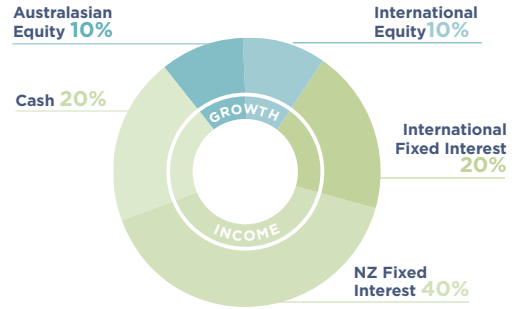 Australasian
Equity 10%
International
Equity10%
Cash 20%
GROWTH
International
Fixed Interest
20%
INCOME
NZ Fixed
Interest 40%